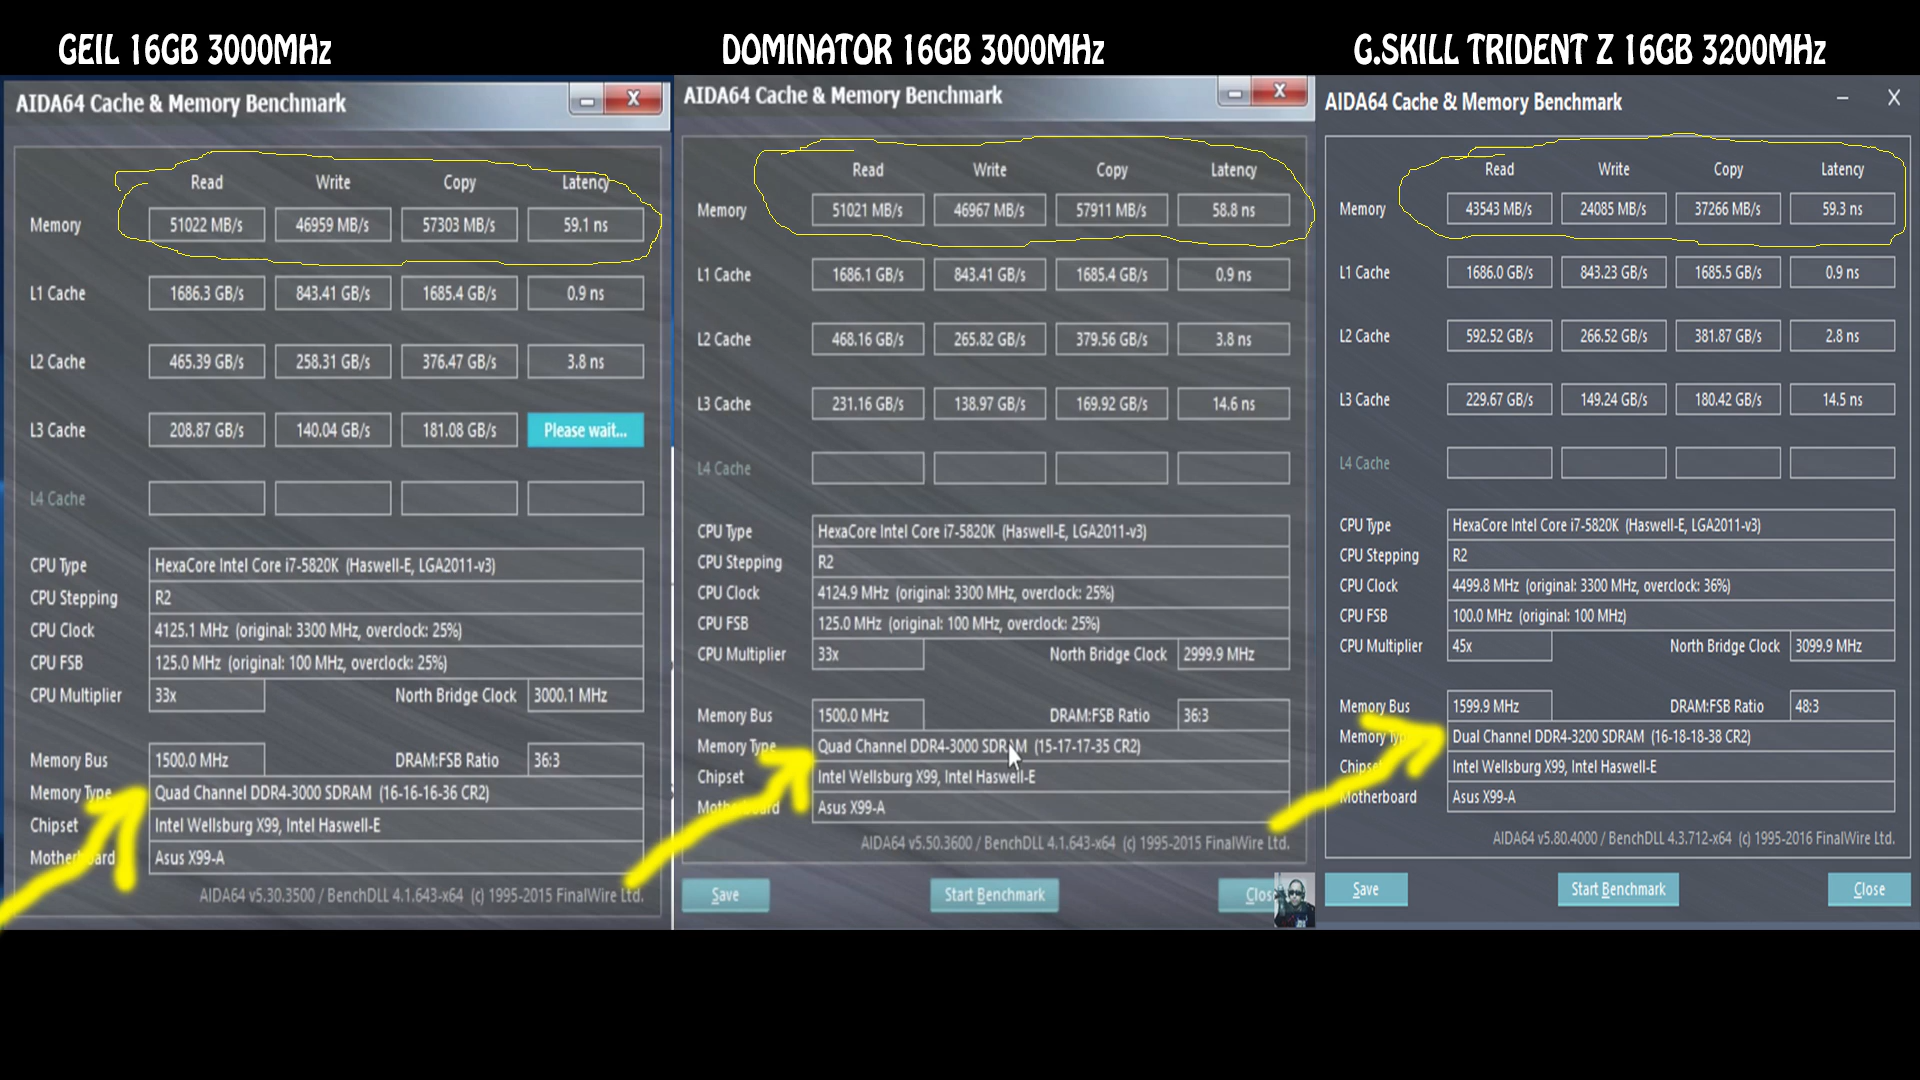 GEIL 16GB 3000MHz
AIDA64 Cache & Memory Benchmark
Read Write Copy Latency
Memory 51022 MB/s 46959 MB/s 57303 MB/s 59.1 ns
L1 Cache 1686.3 GB/s 843.41 GB/s 1685.4 GB/s 0.9 ns
L2 Cache 465.39 GB/s 258.31 GB/s 376.47 GB/s 3.8 ns
L3 Cache 208.87 GB/s 140.04 GB/s 181.08 GB/s Please wait...
L4 Cache
CPU Type HexaCore Intel Core i7-5820K (Haswell-E, LGA2011-v3)
CPU Stepping R2
CPU Clock 4125.1 MHz (original: 3300 MHz, overclock: 25%)
CPU FSB 125.0 MHz (original: 100 MHz, overclock: 25%)
CPU Multiplier 33x North Bridge Clock 3000.1 MHz
Memory Bus 1500.0 MHz DRAM:FSB Ratio 36:3
Memory Type Quad Channel DDR4-3000 SDRAM (16-16-16-36 CR2)
Chipset Intel Wellsburg X99, Intel Haswell-E
Motherboard Asus X99-A
AIDA64 v5.30.3500 / BenchDLL 4.1.643-x64 (c) 1995-2015 FinalWire Ltd.
DOMINATOR 16GB 3000MHz
AIDA64 Cache & Memory Benchmark
Read Write Copy Latency
Memory 51021 MB/s 46967 MB/s 57911 MB/s 58.8 ns
L1 Cache 1686.1 GB/s 843.41 GB/s 1685.4 GB/s 0.9 ns
L2 Cache 468.16 GB/s 265.82 GB/s 379.56 GB/s 3.8 ns
L3 Cache 231.16 GB/s 138.97 GB/s 169.92 GB/s 14.6 ns
L4 Cache
CPU Type HexaCore Intel Core i7-5820K (Haswell-E, LGA2011-v3)
CPU Stepping R2
CPU Clock 4124.9 MHz (original: 3300 MHz, overclock: 25%)
CPU FSB 125.0 MHz (original: 100 MHz, overclock: 25%)
CPU Multiplier 33x North Bridge Clock 2999.9 MHz
Memory Bus 1500.0 MHz DRAM:FSB Ratio 36:3
Memory Type Quad Channel DDR4-3000 SDRAM (15-17-17-35 CR2)
Chipset Intel Wellsburg X99, Intel Haswell-E
Motherboard Asus X99-A
AIDA64 v5.50.3600 / BenchDLL 4.1.643-x64 (c) 1995-2015 FinalWire Ltd.
Save Start Benchmark Close
G.SKILL TRIDENT Z 16GB 3200MHz
AIDA64 Cache & Memory Benchmark
Read Write Copy Latency
Memory 43543 MB/s 24085 MB/s 37266 MB/s 59.3 ns
L1 Cache 1686.0 GB/s 843.23 GB/s 1685.5 GB/s 0.9 ns
L2 Cache 592.52 GB/s 266.52 GB/s 381.87 GB/s 2.8 ns
L3 Cache 229.67 GB/s 149.24 GB/s 180.42 GB/s 14.5 ns
L4 Cache
CPU Type HexaCore Intel Core i7-5820K (Haswell-E, LGA2011-v3)
CPU Stepping R2
CPU Clock 4499.8 MHz (original: 3300 MHz, overclock: 36%)
CPU FSB 100.0 MHz (original: 100 MHz)
CPU Multiplier 45x North Bridge Clock 3099.9 MHz
Memory Bus 1599.9 MHz DRAM:FSB Ratio 48:3
Memory Type Dual Channel DDR4-3200 SDRAM (16-18-18-38 CR2)
Chipset Intel Wellsburg X99, Intel Haswell-E
Motherboard Asus X99-A
AIDA64 v5.80.4000 / BenchDLL 4.3.712-x64 (c) 1995-2016 FinalWire Ltd.
Save Start Benchmark Close